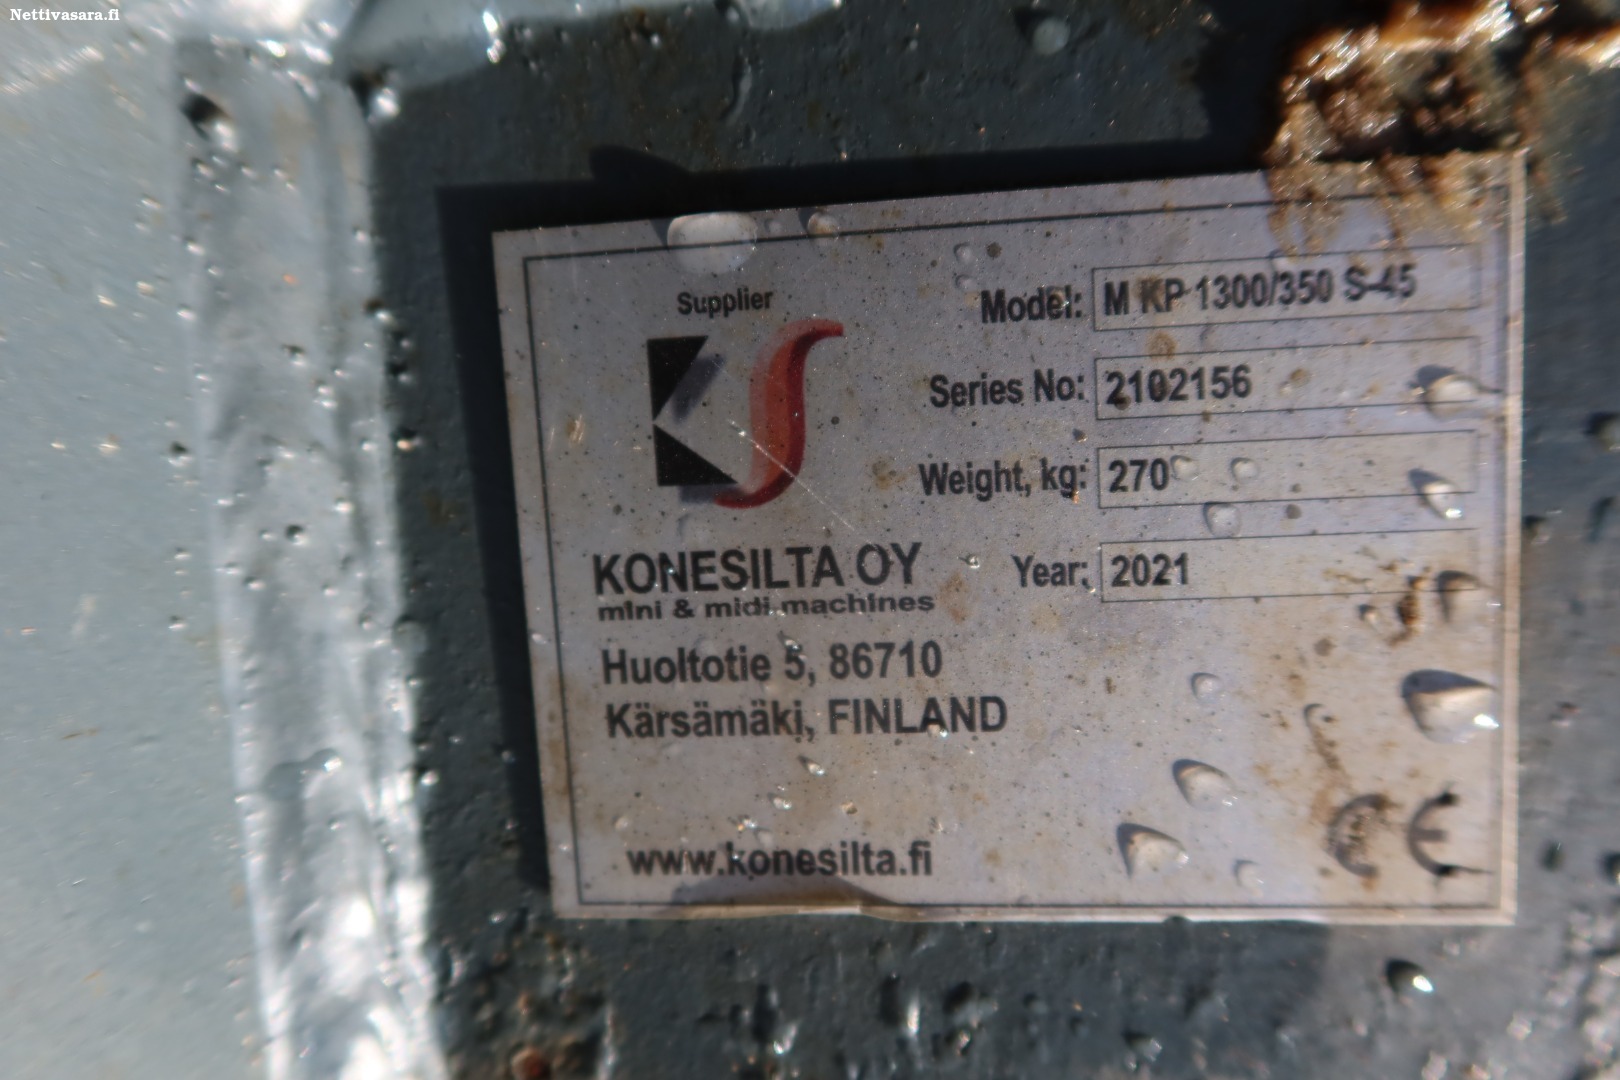 Nettivasara.fi
Supplier
KS
KONESILTA OY
mini & midi machines
Huoltotie 5, 86710
Kärsämäki, FINLAND
www.konesilta.fi
Model: M KP 1300/350 S-45
Series No: 2102156
Weight, kg: 270
Year: 2021
CE